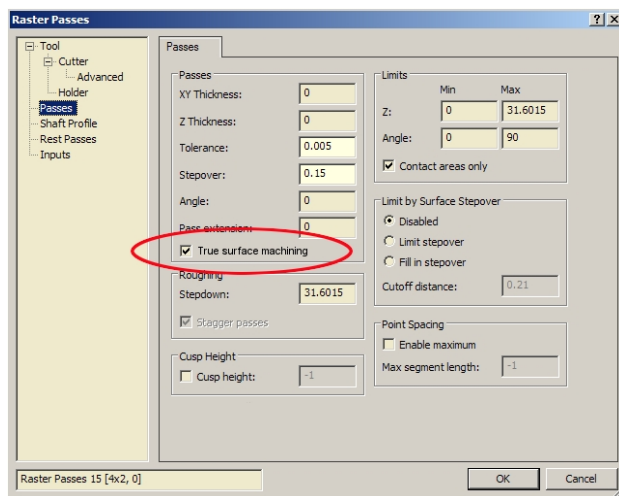 Raster Passes
Tool
Cutter
Advanced
Holder
Passes
Shaft Profile
Rest Passes
Inputs
Passes
Passes
XY Thickness: 0
Z Thickness: 0
Tolerance: 0.005
Stepover: 0.15
Angle: 0
Pass extension: 0
True surface machining
Roughing
Stepdown: 31.6015
Stagger passes
Cusp Height
Cusp height: -1
Limits
Min Max
Z: 0 31.6015
Angle: 0 90
Contact areas only
Limit by Surface Stepover
Disabled
Limit stepover
Fill in stepover
Cutoff distance: 0.21
Point Spacing
Enable maximum
Max segment length: -1
Raster Passes 15 [4x2, 0]
OK Cancel